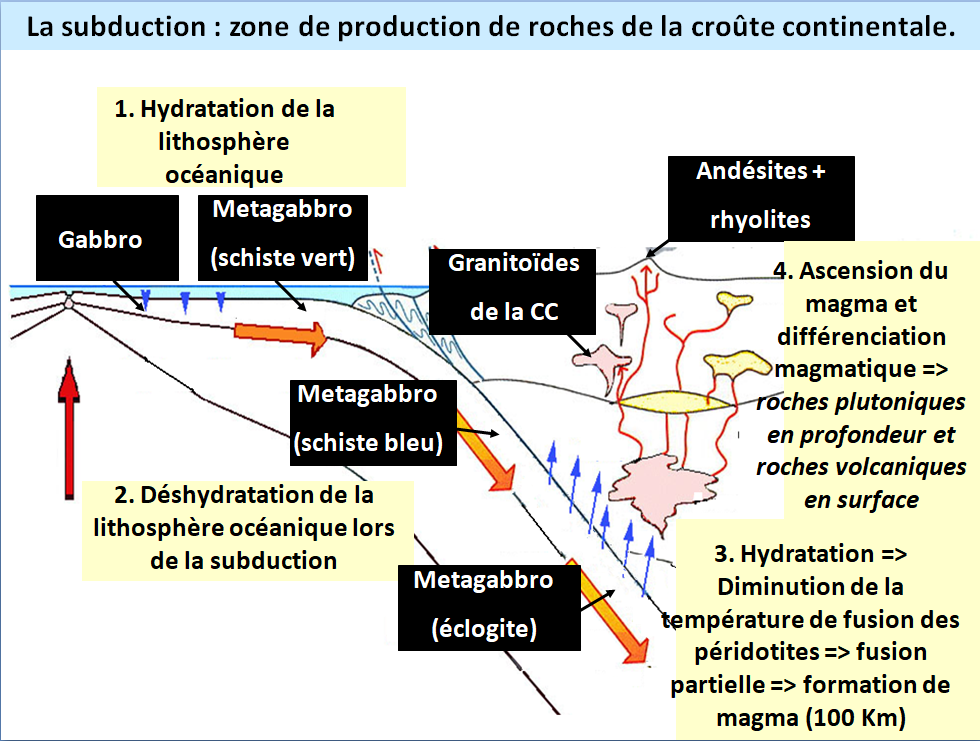 La subduction : zone de production de roches de la croûte continentale.
1. Hydratation de la
lithosphère
océanique
Gabbro
Metagabbro
(schiste vert)
Andésites +
rhyolites
Granitoïdes
de la CC
4. Ascension du
magma et
différenciation
magmatique =>
roches plutoniques
en profondeur et
roches volcaniques
en surface
Metagabbro
(schiste bleu)
2. Déshydratation de la
lithosphère océanique lors
de la subduction
Metagabbro
(éclogite)
3. Hydratation =>
Diminution de la
température de fusion des
péridotites => fusion
partielle => formation de
magma (100 Km)